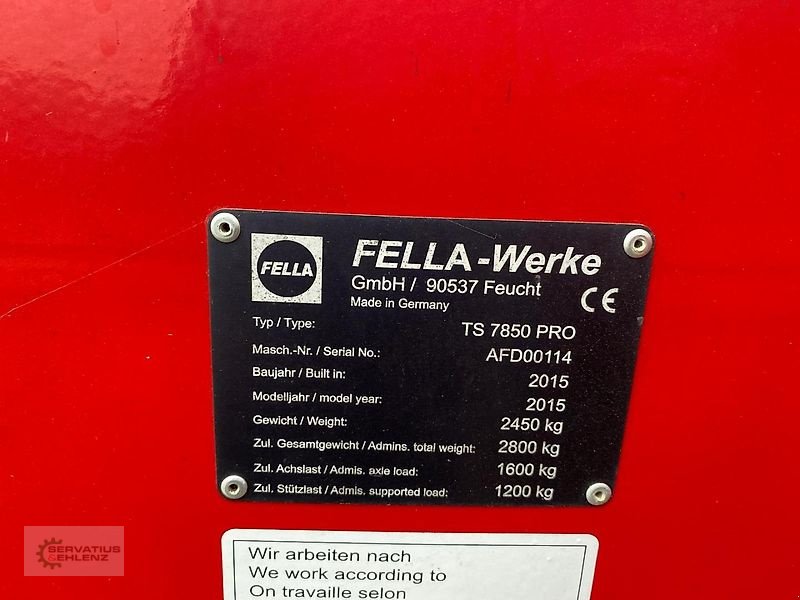 FELLA
FELLA-Werke
GmbH / 90537 Feucht
Made in Germany
CE
Typ / Type: TS 7850 PRO
Masch.-Nr. / Serial No.: AFD00114
Baujahr / Built in: 2015
Modelljahr / model year: 2015
Gewicht / Weight: 2450 kg
Zul. Gesamtgewicht / Admins. total weight: 2800 kg
Zul. Achslast / Admis. axle load: 1600 kg
Zul. Stützlast / Admis. supported load: 1200 kg
Wir arbeiten nach
We work according to
On travaille selon
SERVATIUS
&EHLENZ